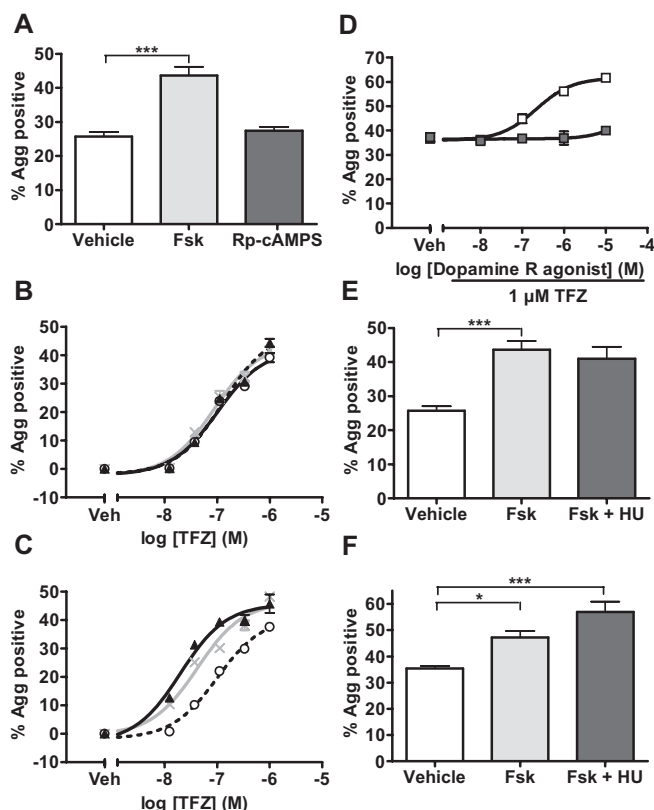 A
% Agg positive
60
50
40
30
20
10
0
***
Vehicle
Fsk
Rp-cAMPS
B
% Agg positive
50
40
30
20
10
0
-10
Veh
-8
-7
-6
-5
log [TFZ] (M)
C
% Agg positive
50
40
30
20
10
0
-10
Veh
-8
-7
-6
-5
log [TFZ] (M)
D
% Agg positive
70
60
50
40
30
20
10
0
Veh
-8
-7
-6
-5
-4
log [Dopamine R agonist] (M)
1 µM TFZ
E
% Agg positive
50
40
30
20
10
0
***
Vehicle
Fsk
Fsk + HU
F
% Agg positive
60
50
40
30
20
10
0
***
*
Vehicle
Fsk
Fsk + HU